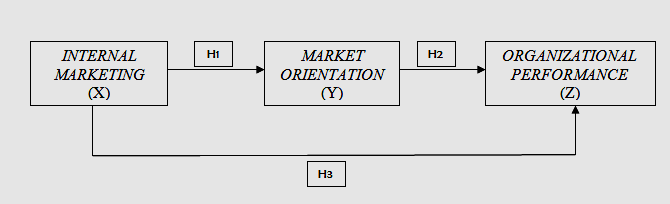 INTERNAL
MARKETING
(X)
H1
MARKET
ORIENTATION
(Y)
H2
ORGANIZATIONAL
PERFORMANCE
(Z)
H3